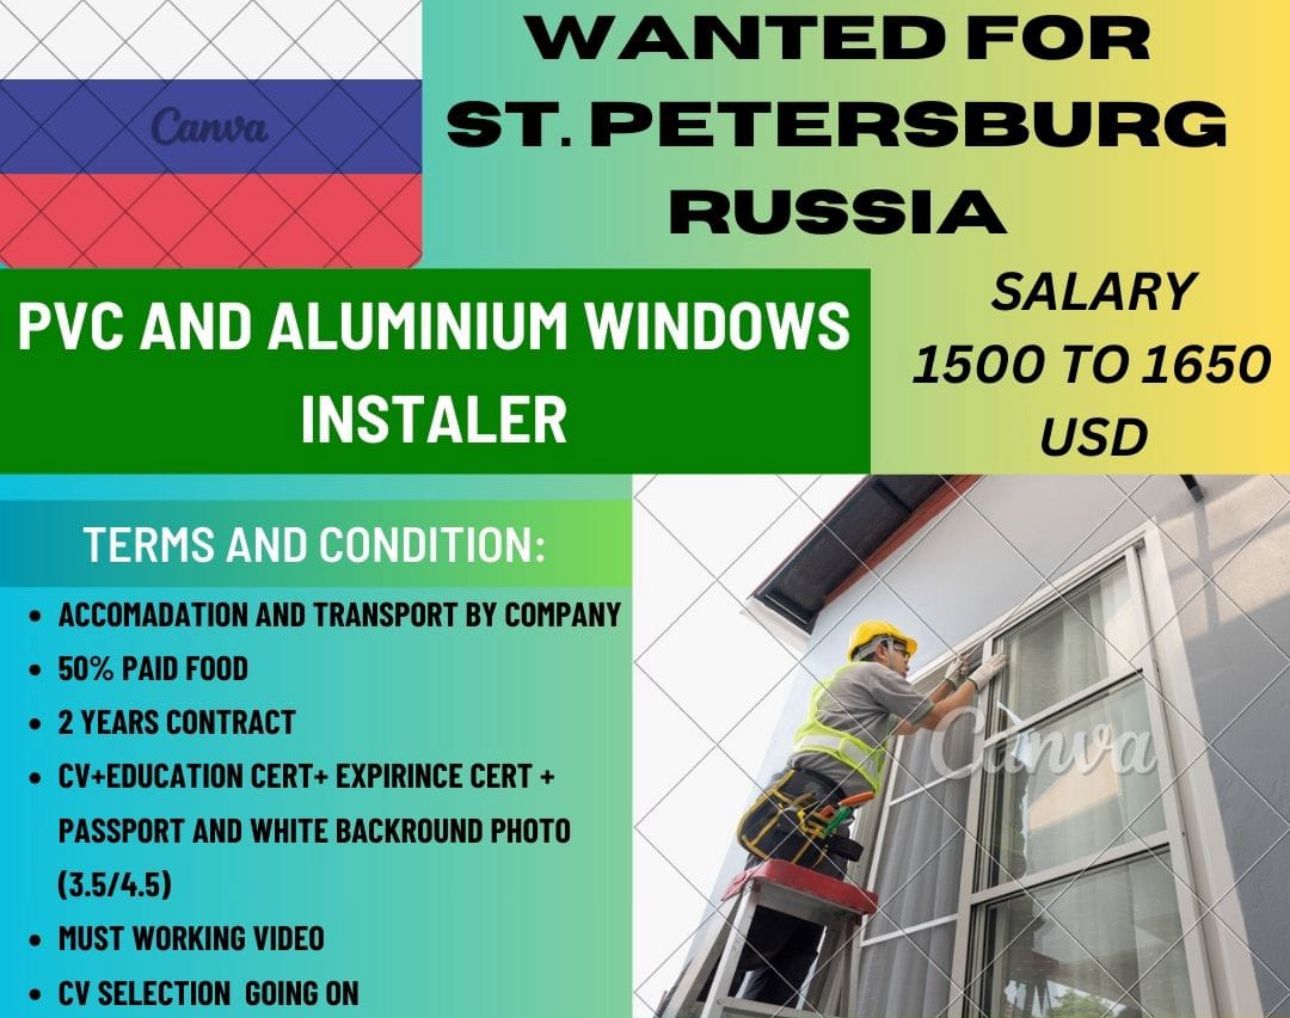 WANTED FOR
ST. PETERSBURG
RUSSIA
Canva
PVC AND ALUMINIUM WINDOWS
INSTALER
SALARY
1500 TO 1650
USD
TERMS AND CONDITION:
• ACCOMADATION AND TRANSPORT BY COMPANY
• 50% PAID FOOD
• 2 YEARS CONTRACT
• CV+EDUCATION CERT+ EXPIRINCE CERT +
PASSPORT AND WHITE BACKROUND PHOTO
(3.5/4.5)
• MUST WORKING VIDEO
• CV SELECTION GOING ON
Canva